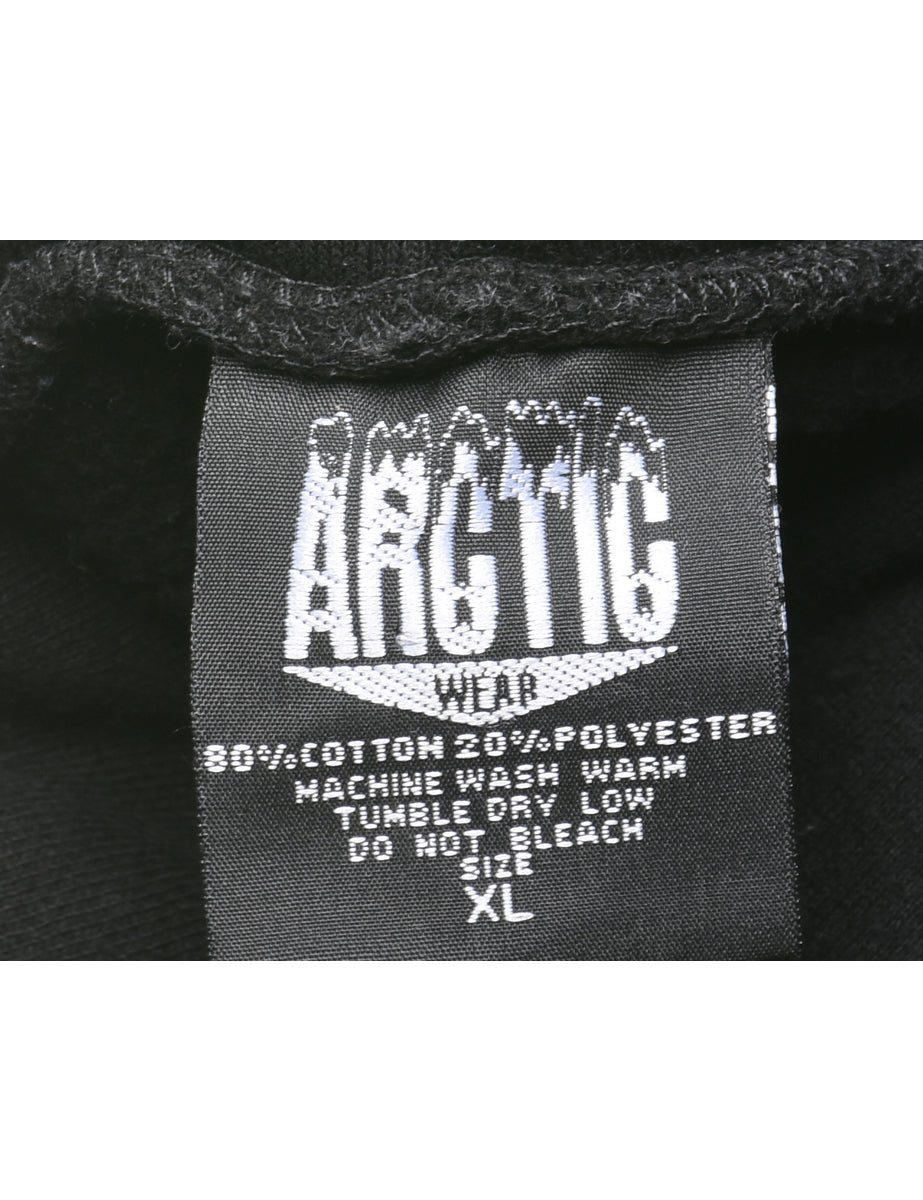 ARCTIC
WEAR
80% COTTON 20% POLYESTER
MACHINE WASH WARM
TUMBLE DRY LOW
DO NOT BLEACH
SIZE
XL